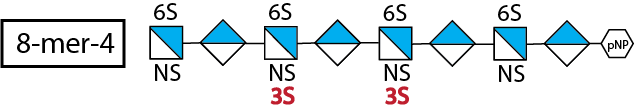 8-mer-4
6S 6S 6S 6S
pNP
NS NS NS NS
3S 3S